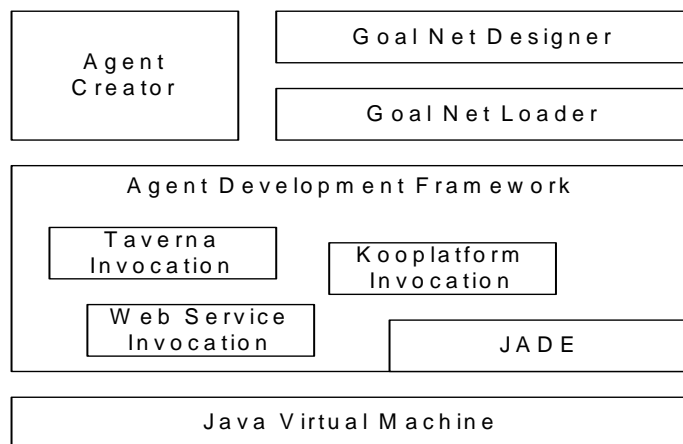 Agent
Creator
Goal Net Designer
Goal Net Loader
Agent Development Framework
Taverna
Invocation
Kooplatform
Invocation
Web Service
Invocation
JADE
Java Virtual Machine